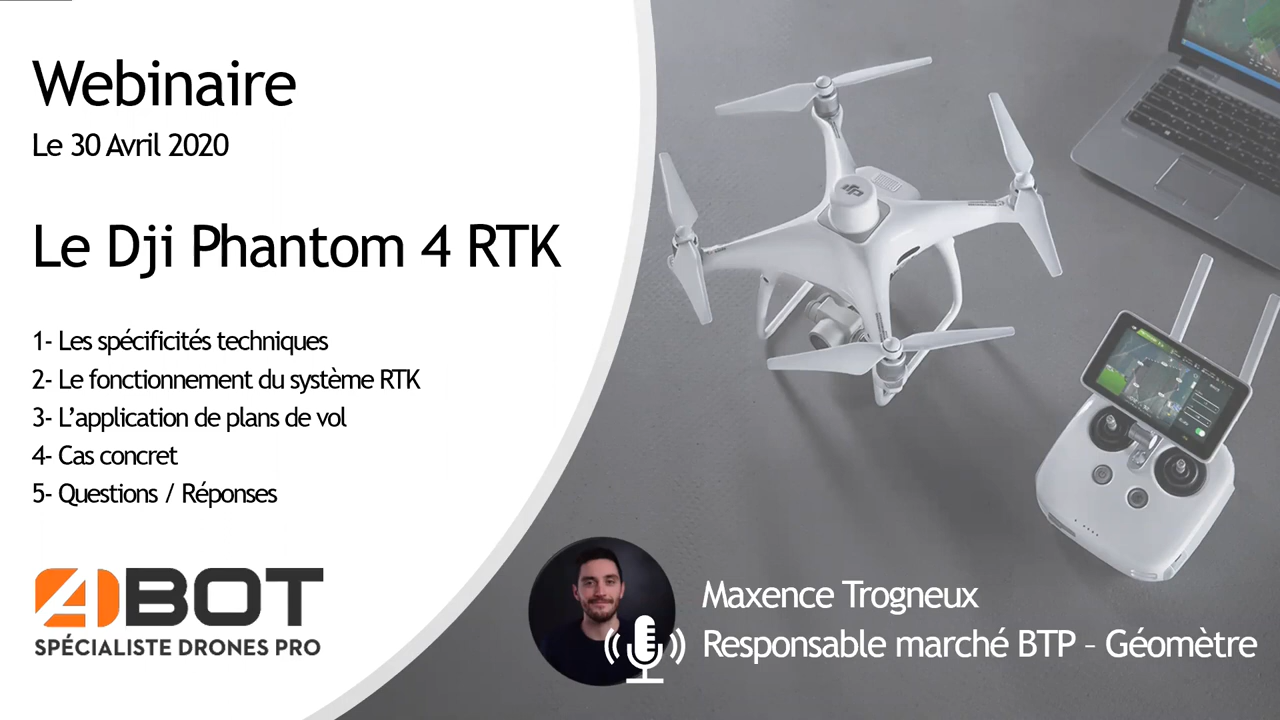 Webinaire
Le 30 Avril 2020
Le Dji Phantom 4 RTK
1- Les spécificités techniques
2- Le fonctionnement du système RTK
3- L’application de plans de vol
4- Cas concret
5- Questions / Réponses
ABOT
SPÉCIALISTE DRONES PRO
dji
Maxence Trogneux
Responsable marché BTP – Géomètre